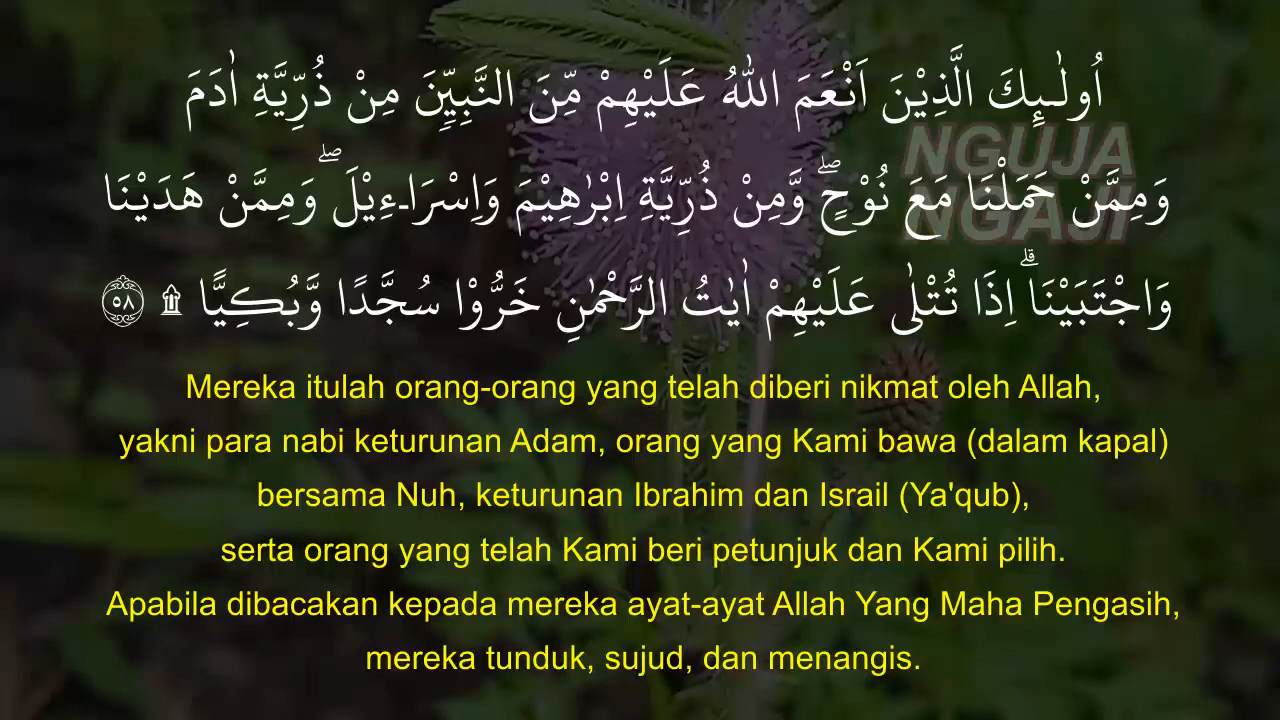 اُولٰۤىِٕكَ الَّذِيْنَ اَنْعَمَ اللّٰهُ عَلَيْهِمْ مِّنَ النَّبِيّٖنَ مِنْ ذُرِّيَّةِ اٰدَمَ
وَمِمَّنْ حَمَلْنَا مَعَ نُوْحٍۖ وَّمِنْ ذُرِّيَّةِ اِبْرٰهِيْمَ وَاِسْرَاۤءِيْلَۖ وَمِمَّنْ هَدَيْنَا
وَاجْتَبَيْنَاۗ اِذَا تُتْلٰى عَلَيْهِمْ اٰيٰتُ الرَّحْمٰنِ خَرُّوْا سُجَّدًا وَّبُكِيًّا ۩ ٥٨
NGUJA
NGAJI
Mereka itulah orang-orang yang telah diberi nikmat oleh Allah,
yakni para nabi keturunan Adam, orang yang Kami bawa (dalam kapal)
bersama Nuh, keturunan Ibrahim dan Israil (Ya'qub),
serta orang yang telah Kami beri petunjuk dan Kami pilih.
Apabila dibacakan kepada mereka ayat-ayat Allah Yang Maha Pengasih,
mereka tunduk, sujud, dan menangis.